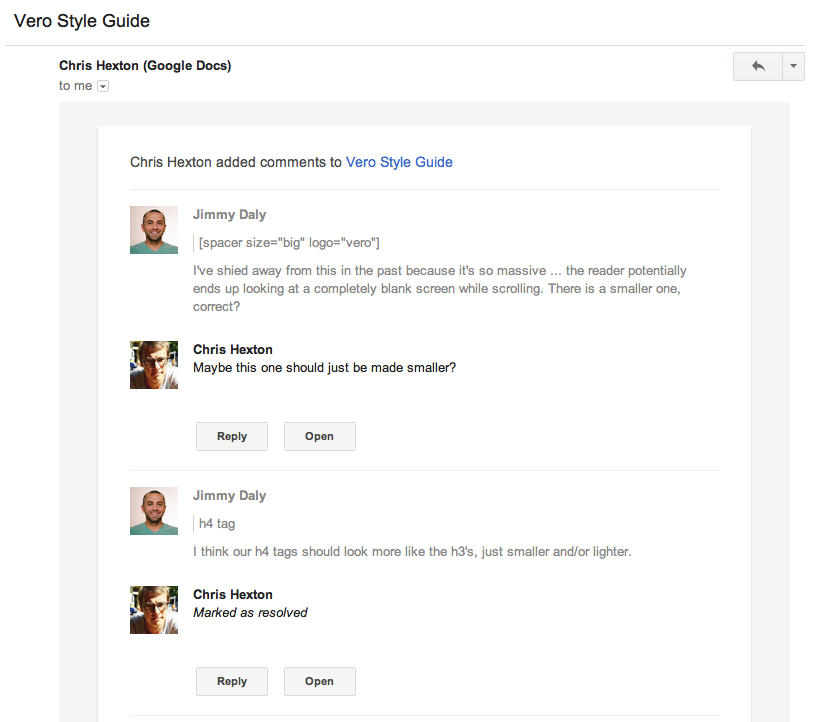 Vero Style Guide
Chris Hexton (Google Docs)
to me
Chris Hexton added comments to Vero Style Guide
Jimmy Daly
[spacer size="big" logo="vero"]
I've shied away from this in the past because it's so massive ... the reader potentially
ends up looking at a completely blank screen while scrolling. There is a smaller one,
correct?
Chris Hexton
Maybe this one should just be made smaller?
Reply Open
Jimmy Daly
h4 tag
I think our h4 tags should look more like the h3's, just smaller and/or lighter.
Chris Hexton
Marked as resolved
Reply Open